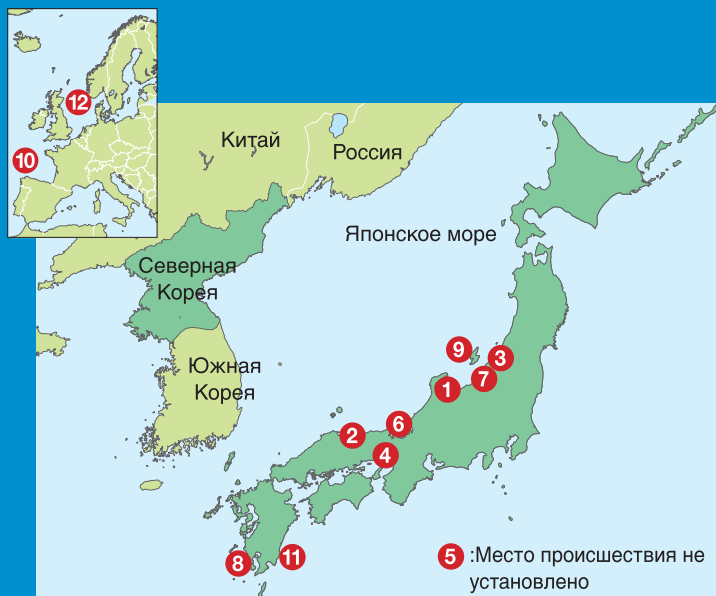 12
10
Китай
Россия
Японское море
Северная
Корея
Южная
Корея
9
3
7
1
6
2
4
8
11
5 :Место происшествия не
установлено